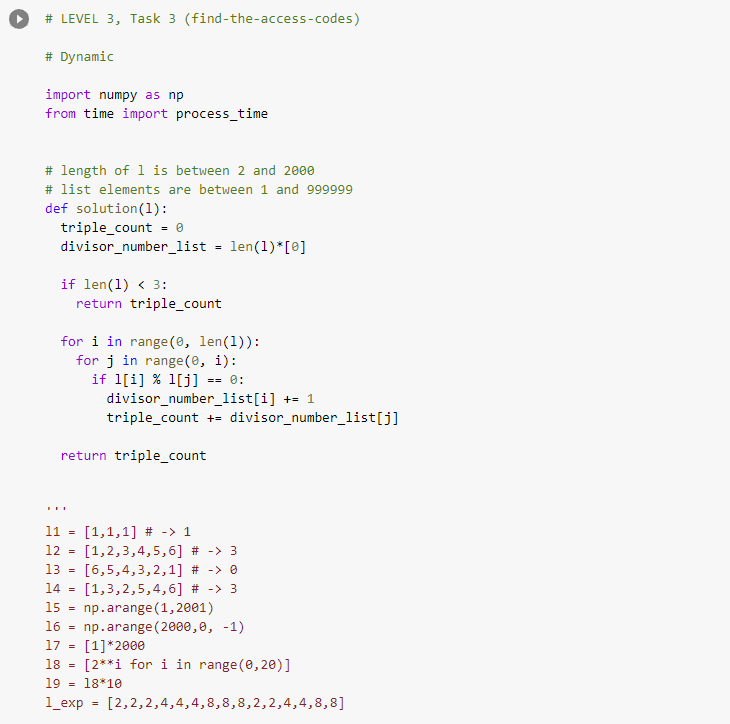 # LEVEL 3, Task 3 (find-the-access-codes)
# Dynamic
import numpy as np
from time import process_time
# length of l is between 2 and 2000
# list elements are between 1 and 999999
def solution(l):
  triple_count = 0
  divisor_number_list = len(l)*[0]
  if len(l) < 3:
    return triple_count
  for i in range(0, len(l)):
    for j in range(0, i):
      if l[i] % l[j] == 0:
        divisor_number_list[i] += 1
        triple_count += divisor_number_list[j]
  return triple_count
'''
l1 = [1,1,1] # -> 1
l2 = [1,2,3,4,5,6] # -> 3
l3 = [6,5,4,3,2,1] # -> 0
l4 = [1,3,2,5,4,6] # -> 3
l5 = np.arange(1,2001)
l6 = np.arange(2000,0, -1)
l7 = [1]*2000
l8 = [2**i for i in range(0,20)]
l9 = l8*10
l_exp = [2,2,2,4,4,4,8,8,8,2,2,4,4,8,8]